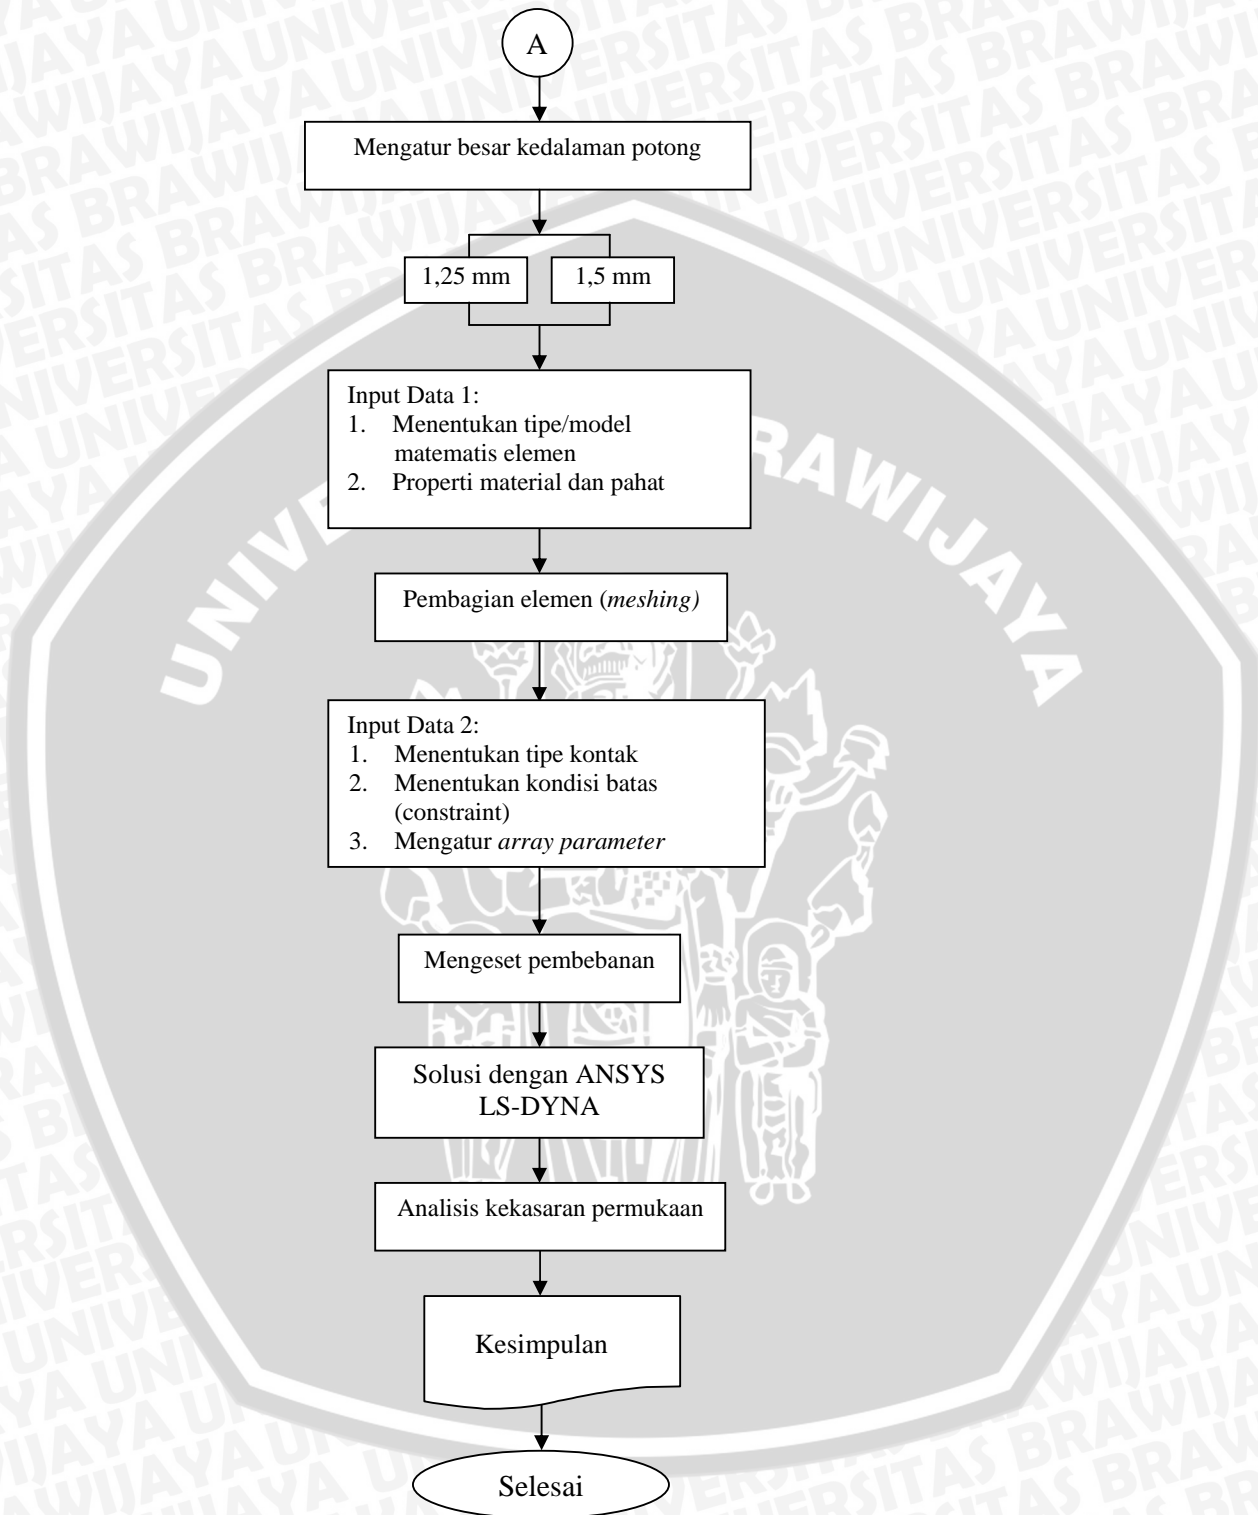 A
Mengatur besar kedalaman potong
1,25 mm
1,5 mm
Input Data 1:
1. Menentukan tipe/model
matematis elemen
2. Properti material dan pahat
Pembagian elemen (meshing)
Input Data 2:
1. Menentukan tipe kontak
2. Menentukan kondisi batas
(constraint)
3. Mengatur array parameter
Mengeset pembebanan
Solusi dengan ANSYS
LS-DYNA
Analisis kekasaran permukaan
Kesimpulan
Selesai